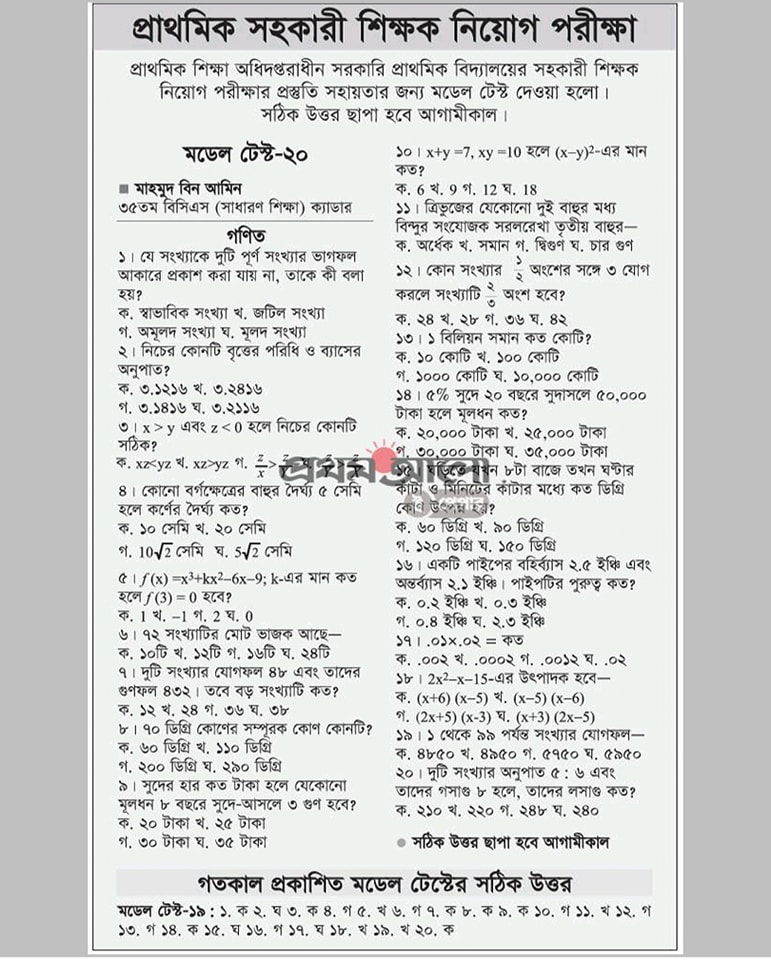 প্রাথমিক সহকারী শিক্ষক নিয়োগ পরীক্ষা
প্রাথমিক শিক্ষা অধিদপ্তরাধীন সরকারি প্রাথমিক বিদ্যালয়ের সহকারী শিক্ষক
নিয়োগ পরীক্ষার প্রস্তুতি সহায়তার জন্য মডেল টেস্ট দেওয়া হলো।
সঠিক উত্তর ছাপা হবে আগামীকাল।
মডেল টেস্ট-২০
■ মাহমুদ বিন আমিন
৩৫তম বিসিএস (সাধারণ শিক্ষা) ক্যাডার
গণিত
১। যে সংখ্যাকে দুটি পূর্ণ সংখ্যার ভাগফল
আকারে প্রকাশ করা যায় না, তাকে কী বলা
হয়?
ক. স্বাভাবিক সংখ্যা খ. জটিল সংখ্যা
গ. অমূলদ সংখ্যা ঘ. মূলদ সংখ্যা
২। নিচের কোনটি বৃত্তের পরিধি ও ব্যাসের
অনুপাত?
ক. ৩.১২১৬ খ. ৩.২৪১৬
গ. ৩.১৪১৬ ঘ. ৩.২১১৬
৩। x > y এবং z < 0 হলে নিচের কোনটি
সঠিক?
ক. xz<yz খ. xz>yz গ. z/x > z/y
৪। কোনো বর্গক্ষেত্রের বাহুর দৈর্ঘ্য ৫ সেমি
হলে কর্ণের দৈর্ঘ্য কত?
ক. ১০ সেমি খ. ২০ সেমি
গ. 10√2 সেমি ঘ. 5√2 সেমি
৫। f (x) =x³+kx²–6x–9; k-এর মান কত
হলে f (3) = 0 হবে?
ক. 1 খ. –1 গ. 2 ঘ. 0
৬। ৭২ সংখ্যাটির মোট ভাজক আছে—
ক. ১০টি খ. ১২টি গ. ১৬টি ঘ. ২৪টি
৭। দুটি সংখ্যার যোগফল ৪৮ এবং তাদের
গুণফল ৪৩২। তবে বড় সংখ্যাটি কত?
ক. ১২ খ. ২৪ গ. ৩৬ ঘ. ৩৮
৮। ৭০ ডিগ্রি কোণের সম্পূরক কোণ কোনটি?
ক. ৬০ ডিগ্রি খ. ১১০ ডিগ্রি
গ. ২০০ ডিগ্রি ঘ. ২৯০ ডিগ্রি
৯। সুদের হার কত টাকা হলে যেকোনো
মূলধন ৮ বছরে সুদে-আসলে ৩ গুণ হবে?
ক. ২০ টাকা খ. ২৫ টাকা
গ. ৩০ টাকা ঘ. ৩৫ টাকা
১০। x+y =7, xy =10 হলে (x–y)²-এর মান
কত?
ক. 6 খ. 9 গ. 12 ঘ. 18
১১। ত্রিভুজের যেকোনো দুই বাহুর মধ্য
বিন্দুর সংযোজক সরলরেখা তৃতীয় বাহুর—
ক. অর্ধেক খ. সমান গ. দ্বিগুণ ঘ. চার গুণ
১২। কোন সংখ্যার ১/২ অংশের সঙ্গে ৩ যোগ
করলে সংখ্যাটি ২/৩ অংশ হবে?
ক. ২৪ খ. ২৮ গ. ৩৬ ঘ. ৪২
১৩। ১ বিলিয়ন সমান কত কোটি?
ক. ১০ কোটি খ. ১০০ কোটি
গ. ১০০০ কোটি ঘ. ১০,০০০ কোটি
১৪। ৫% সুদে ২০ বছরে সুদাসলে ৫০,০০০
টাকা হলে মূলধন কত?
ক. ২০,০০০ টাকা খ. ২৫,০০০ টাকা
গ. ৩০,০০০ টাকা ঘ. ৩৫,০০০ টাকা
১৫। ঘড়িতে যখন ৮টা বাজে তখন ঘণ্টার
কাঁটা ও মিনিটের কাঁটার মধ্যে কত ডিগ্রি
কোণ উৎপন্ন হয়?
ক. ৬০ ডিগ্রি খ. ৯০ ডিগ্রি
গ. ১২০ ডিগ্রি ঘ. ১৫০ ডিগ্রি
১৬। একটি পাইপের বহির্ব্যাস ২.৫ ইঞ্চি এবং
অন্তর্ব্যাস ২.১ ইঞ্চি। পাইপটির পুরুত্ব কত?
ক. ০.২ ইঞ্চি খ. ০.৩ ইঞ্চি
গ. ০.৪ ইঞ্চি ঘ. ২.৩ ইঞ্চি
১৭। .০১×.০২ = কত
ক. .০০২ খ. .০০০২ গ. .০০১২ ঘ. .০২
১৮। 2x²–x–15-এর উৎপাদক হবে—
ক. (x+6) (x–5) খ. (x–5) (x–6)
গ. (2x+5) (x-3) ঘ. (x+3) (2x–5)
১৯। ১ থেকে ৯৯ পর্যন্ত সংখ্যার যোগফল—
ক. ৪৮৫০ খ. ৪৯৫০ গ. ৫৭৫০ ঘ. ৫৯৫০
২০। দুটি সংখ্যার অনুপাত ৫ : ৬ এবং
তাদের গসাগু ৮ হলে, তাদের লসাগু কত?
ক. ২১০ খ. ২২০ গ. ২৪৮ ঘ. ২৪০
● সঠিক উত্তর ছাপা হবে আগামীকাল
প্রথম আলো
ই পেপার
গতকাল প্রকাশিত মডেল টেস্টের সঠিক উত্তর
মডেল টেস্ট-১৯ : ১. ক ২. ঘ ৩. ক ৪. গ ৫. খ ৬. গ ৭. ক ৮. ক ৯. ক ১০. গ ১১. খ ১২. গ
১৩. গ ১৪. ক ১৫. ঘ ১৬. গ ১৭. ঘ ১৮. খ ১৯. খ ২০. ক